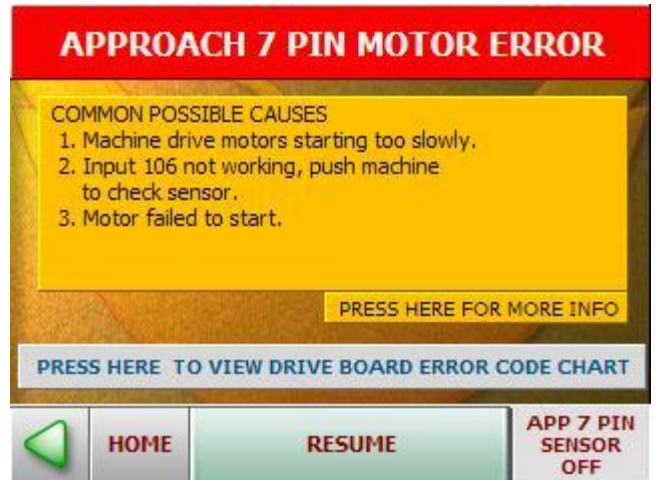 APPROACH 7 PIN MOTOR ERROR
COMMON POSSIBLE CAUSES
1. Machine drive motors starting too slowly.
2. Input 106 not working, push machine
to check sensor.
3. Motor failed to start.
PRESS HERE FOR MORE INFO
PRESS HERE TO VIEW DRIVE BOARD ERROR CODE CHART
HOME
RESUME
APP 7 PIN
SENSOR
OFF